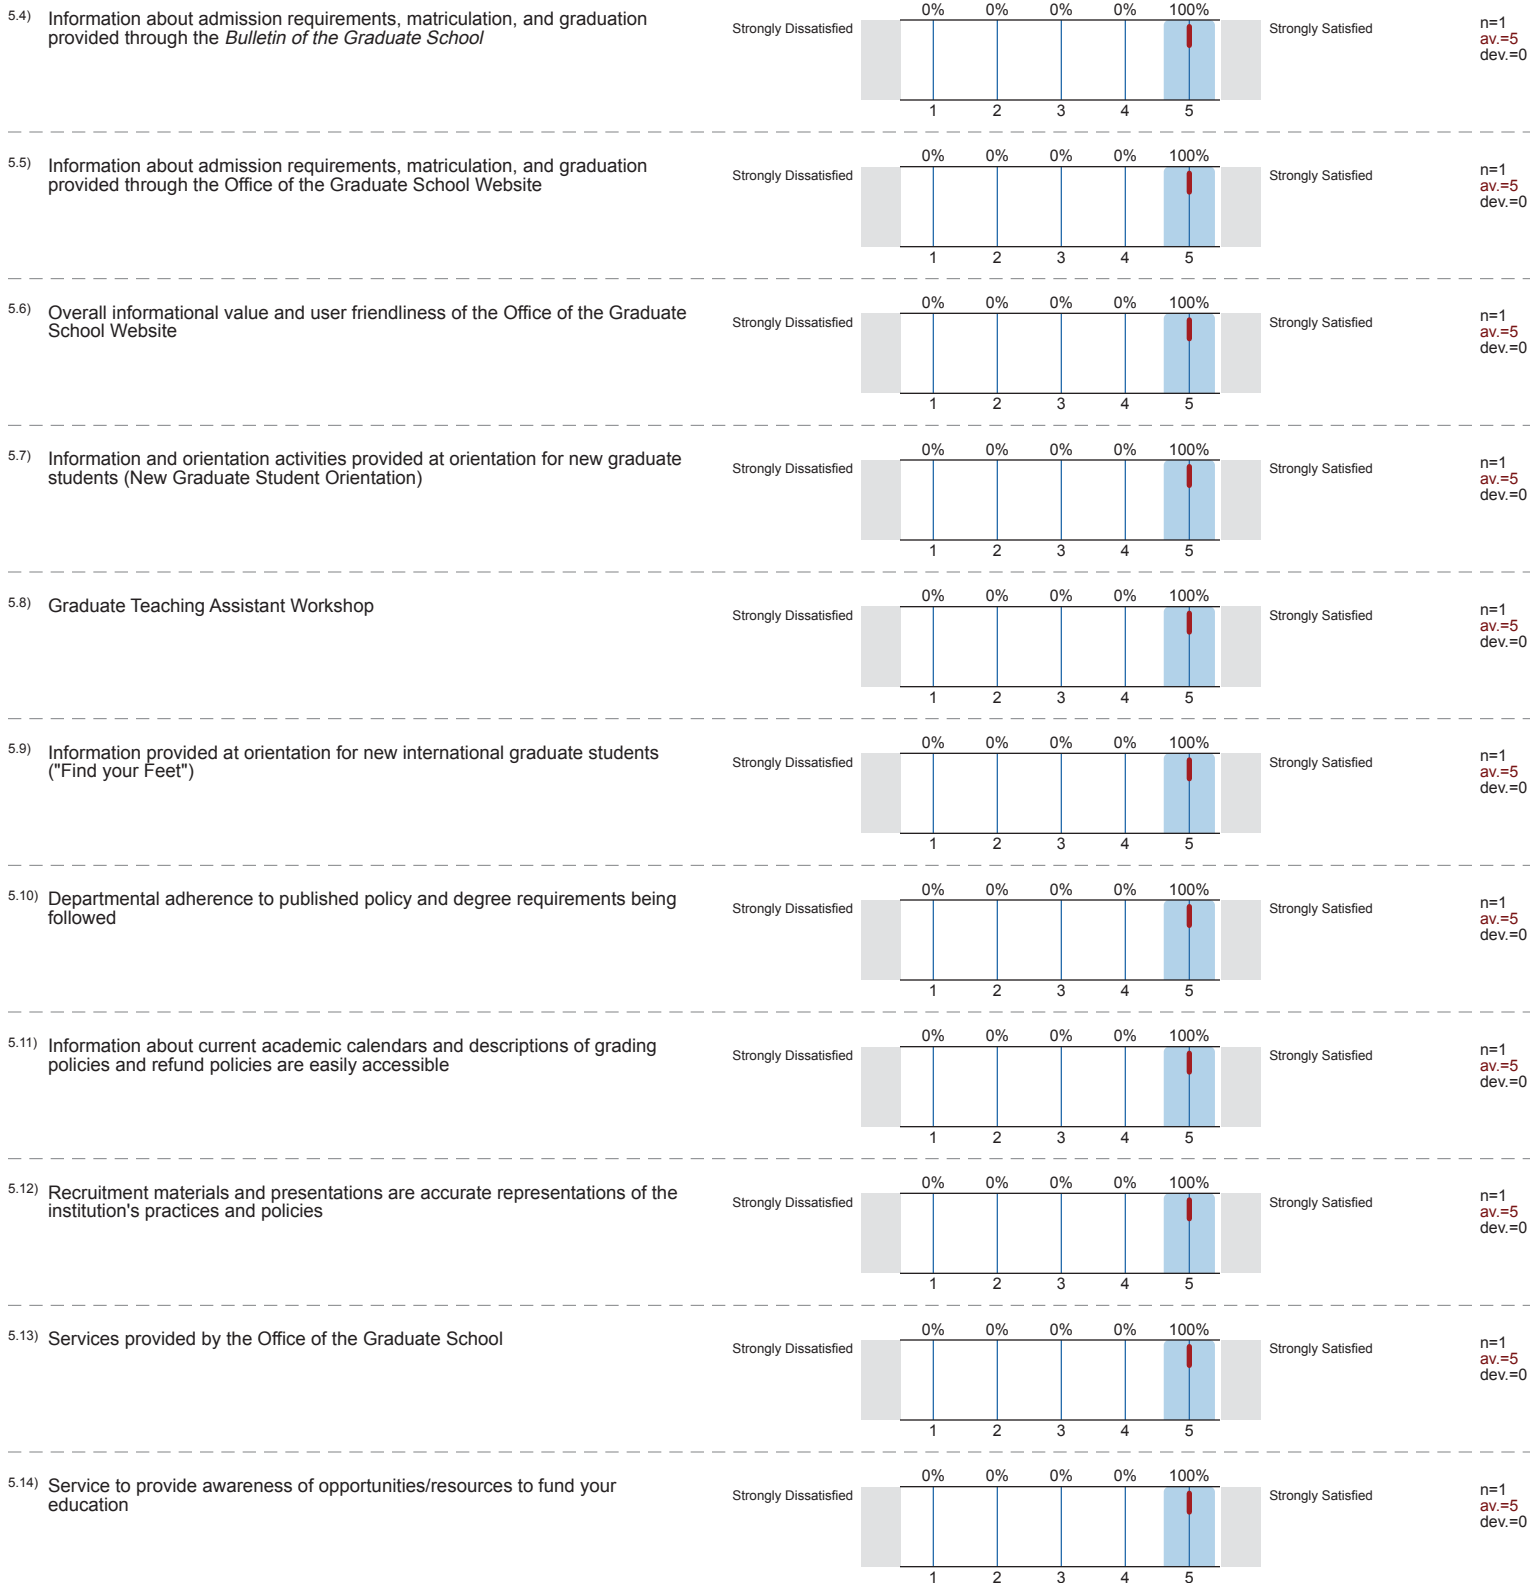 5.4) Information about admission requirements, matriculation, and graduation
provided through the Bulletin of the Graduate School
Strongly Dissatisfied
0% 0% 0% 0% 100%
1 2 3 4 5
Strongly Satisfied
n=1
av.=5
dev.=0
5.5) Information about admission requirements, matriculation, and graduation
provided through the Office of the Graduate School Website
Strongly Dissatisfied
0% 0% 0% 0% 100%
1 2 3 4 5
Strongly Satisfied
n=1
av.=5
dev.=0
5.6) Overall informational value and user friendliness of the Office of the Graduate
School Website
Strongly Dissatisfied
0% 0% 0% 0% 100%
1 2 3 4 5
Strongly Satisfied
n=1
av.=5
dev.=0
5.7) Information and orientation activities provided at orientation for new graduate
students (New Graduate Student Orientation)
Strongly Dissatisfied
0% 0% 0% 0% 100%
1 2 3 4 5
Strongly Satisfied
n=1
av.=5
dev.=0
5.8) Graduate Teaching Assistant Workshop
Strongly Dissatisfied
0% 0% 0% 0% 100%
1 2 3 4 5
Strongly Satisfied
n=1
av.=5
dev.=0
5.9) Information provided at orientation for new international graduate students
("Find your Feet")
Strongly Dissatisfied
0% 0% 0% 0% 100%
1 2 3 4 5
Strongly Satisfied
n=1
av.=5
dev.=0
5.10) Departmental adherence to published policy and degree requirements being
followed
Strongly Dissatisfied
0% 0% 0% 0% 100%
1 2 3 4 5
Strongly Satisfied
n=1
av.=5
dev.=0
5.11) Information about current academic calendars and descriptions of grading
policies and refund policies are easily accessible
Strongly Dissatisfied
0% 0% 0% 0% 100%
1 2 3 4 5
Strongly Satisfied
n=1
av.=5
dev.=0
5.12) Recruitment materials and presentations are accurate representations of the
institution's practices and policies
Strongly Dissatisfied
0% 0% 0% 0% 100%
1 2 3 4 5
Strongly Satisfied
n=1
av.=5
dev.=0
5.13) Services provided by the Office of the Graduate School
Strongly Dissatisfied
0% 0% 0% 0% 100%
1 2 3 4 5
Strongly Satisfied
n=1
av.=5
dev.=0
5.14) Service to provide awareness of opportunities/resources to fund your
education
Strongly Dissatisfied
0% 0% 0% 0% 100%
1 2 3 4 5
Strongly Satisfied
n=1
av.=5
dev.=0